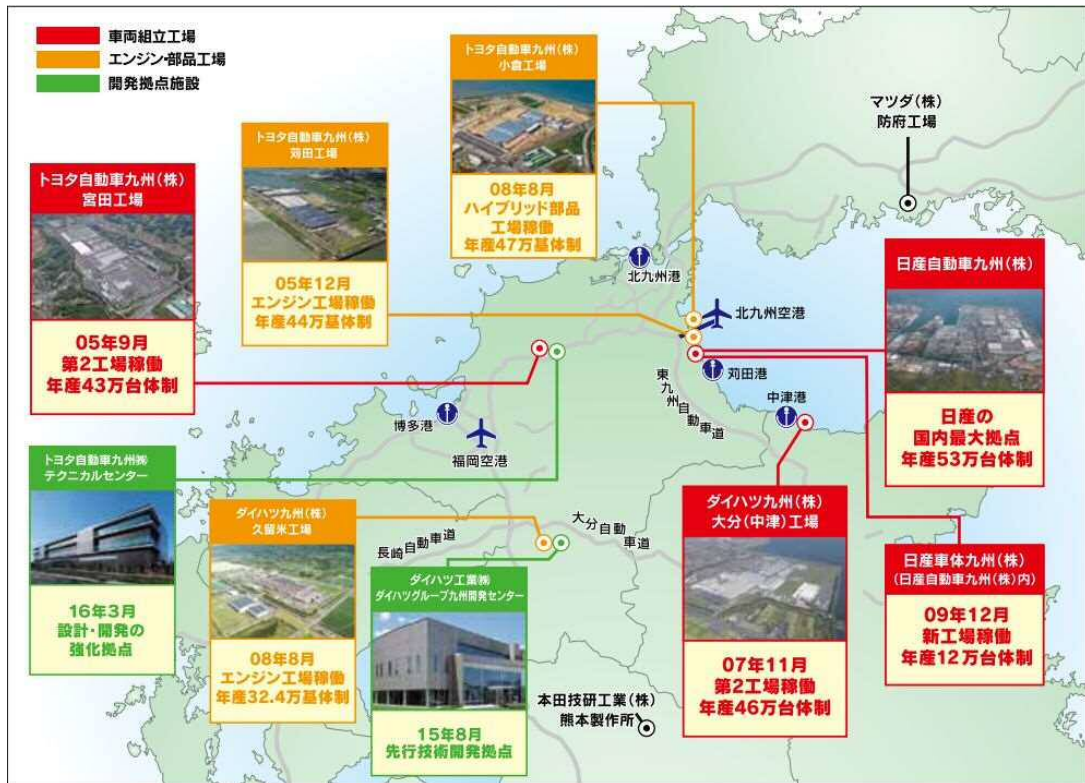 車両組立工場
エンジン・部品工場
開発拠点施設
トヨタ自動車九州(株)
小倉工場
08年8月
ハイブリッド部品
工場稼働
年産47万基体制
トヨタ自動車九州(株)
苅田工場
05年12月
エンジン工場稼働
年産44万基体制
トヨタ自動車九州(株)
宮田工場
05年9月
第2工場稼働
年産43万台体制
マツダ(株)
防府工場
北九州港
北九州空港
日産自動車九州(株)
日産の
国内最大拠点
年産53万台体制
苅田港
東九州自動車道
中津港
博多港
福岡空港
トヨタ自動車九州㈱
テクニカルセンター
16年3月
設計・開発の
強化拠点
ダイハツ九州(株)
久留米工場
08年8月
エンジン工場稼働
年産32.4万基体制
長崎自動車道
大分自動車道
ダイハツ工業㈱
ダイハツグループ九州開発センター
15年8月
先行技術開発拠点
ダイハツ九州(株)
大分(中津)工場
07年11月
第2工場稼働
年産46万台体制
日産車体九州(株)
(日産自動車九州(株)内)
09年12月
新工場稼働
年産12万台体制
本田技研工業(株)
熊本製作所